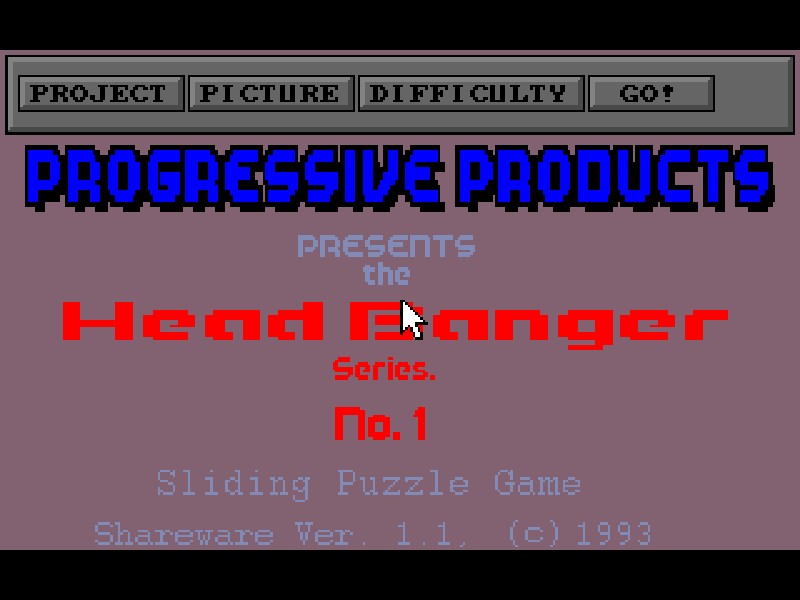 PROJECT PICTURE DIFFICULTY GO!
PROGRESSIVE PRODUCTS
PRESENTS
the
Head Banger
Series.
No. 1
Sliding Puzzle Game
Shareware Ver. 1.1, (c) 1993